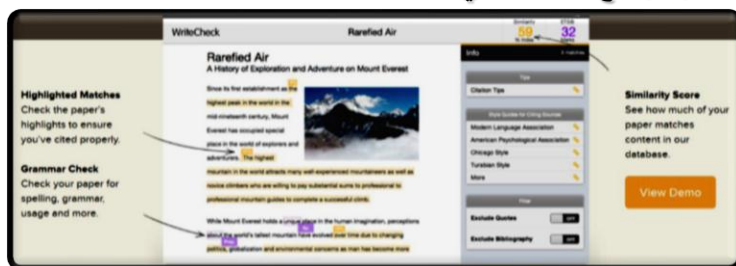 WriteCheck
Rarefied Air
Similarity
59
% Index
ETS®
32
Rarefied Air
A History of Exploration and Adventure on Mount Everest
Since its first establishment as the
highest peak in the world in the
mid-nineteenth century, Mount
Everest has occupied special
place in the world of explorers and
adventurers. The highest
mountain in the world attracts many well-experienced mountaineers as well as
novice climbers who are willing to pay substantial sums to professional to
professional mountain guides to complete a successful climb.
While Mount Everest holds a unique place in the human imagination, perceptions
about the world's tallest mountain have evolved over time due to changing
politics, globalization and environmental concerns as man has become more
Highlighted Matches
Check the paper's
highlights to ensure
you've cited properly.
Grammar Check
Check your paper for
spelling, grammar,
usage and more.
Info
matches
Tips
Citation Tips
Style Guides for Citing Sources
Modern Language Association
American Psychological Association
Chicago Style
Turabian Style
More
Filter
Exclude Quotes
OFF
Exclude Bibliography
OFF
Similarity Score
See how much of your
paper matches
content in our
database.
View Demo